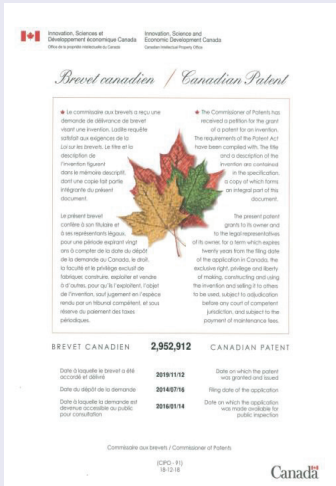 Innovation, Sciences et
Développement économique Canada
Office de la propriété intellectuelle du Canada
Innovation, Science and
Economic Development Canada
Canadian Intellectual Property Office
Brevet canadien / Canadian Patent
Le commissaire aux brevets a reçu une
demande de délivrance de brevet
visant une invention. Ladite requête
satisfait aux exigences de la
Loi sur les brevets. Le titre et la
description de
l'invention figurent
dans le mémoire descriptif,
dont une copie fait partie
intégrante du présent
document.
Le présent brevet
confère à son titulaire et
à ses représentants légaux,
pour une période expirant vingt
ans à compter de la date du dépôt
de la demande au Canada, le droit,
la faculté et le privilège exclusif de
fabriquer, construire, exploiter et vendre
à d'autres, pour qu'ils l'exploitent, l'objet
de l'invention, sauf jugement en l'espèce
rendu par un tribunal compétent, et sous
réserve du paiement des taxes
périodiques.
The Commissioner of Patents has
received a petition for the grant
of a patent for an invention.
The requirements of the Patent Act
have been complied with. The title
and a description of the
invention are contained
in the specification,
a copy of which forms
an integral part of this
document.
The present patent
grants to its owner and
to the legal representatives
of its owner, for a term which expires
twenty years from the filing date
of the application in Canada, the
exclusive right, privilege and liberty
of making, constructing and using
the invention and selling it to others
to be used, subject to adjudication
before any court of competent
jurisdiction, and subject to the
payment of maintenance fees.
BREVET CANADIEN 2,952,912 CANADIAN PATENT
Date à laquelle le brevet a été
accordé et délivré
2019/11/12
Date on which the patent
was granted and issued
Date du dépôt de la demande
2014/07/16
Filing date of the application
Date à laquelle la demande est
devenue accessible au public
pour consultation
2016/01/14
Date on which the application
was made available for
public inspection
Commissaire aux brevets / Commissioner of Patents
(CIPO - 91)
18-12-18
Canada